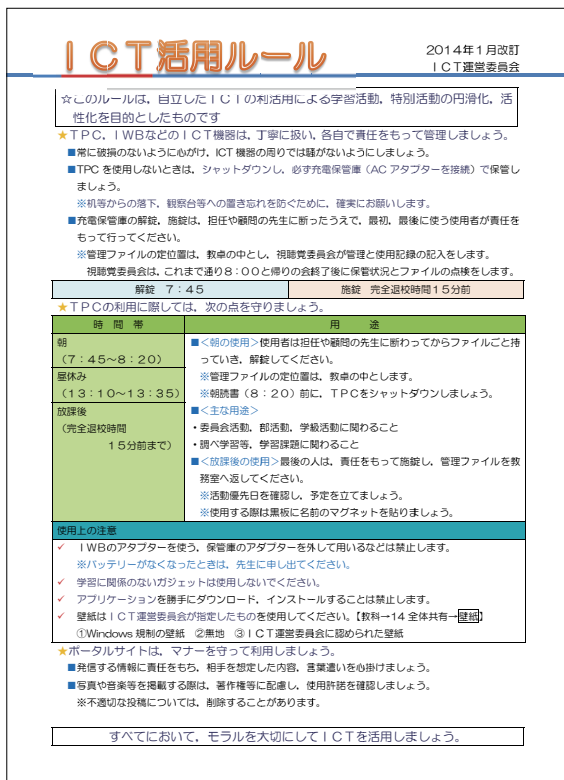 ICT活用ルール
2014年1月改訂
ICT運営委員会
☆このルールは，自立したICTの利活用による学習活動，特別活動の円滑化，活
性化を目的としたものです
★TPC，IWBなどのICT機器は，丁寧に扱い，各自で責任をもって管理しましょう。
■常に破損のないように心がけ，ICT機器の周りでは騒がないようにしましょう。
■TPCを使用しないときは，シャットダウンし，必ず充電保管庫（ACアダプターを接続）で保管し
ましょう。
※机等からの落下，観察台等への置き忘れを防ぐために，確実にお願いします。
■充電保管庫の解錠，施錠は，担任や顧問の先生に断ったうえで，最初，最後に使う使用者が責任を
もって行ってください。
※管理ファイルの定位置は，教卓の中とし，視聴覚委員会が管理と使用記録の記入をします。
視聴覚委員会は，これまで通り8：00と帰りの会終了後に保管状況とファイルの点検をします。
解錠 7：45
施錠 完全退校時間15分前
★TPCの利用に際しては，次の点を守りましょう。
時 間 帯
用 途
朝
（7：45～8：20）
昼休み
（13：10～13：35）
放課後
（完全退校時間
15分前まで）
■＜朝の使用＞使用者は担任や顧問の先生に断わってからファイルごと持
っていき，解錠してください。
※管理ファイルの定位置は，教卓の中とします。
※朝読書（8：20）前に，TPCをシャットダウンしましょう。
■＜主な用途＞
・委員会活動，部活動，学級活動に関わること
・調べ学習等，学習課題に関わること
■＜放課後の使用＞最後の人は，責任をもって施錠し，管理ファイルを教
務室へ返してください。
※活動優先日を確認し，予定を立てましょう。
※使用する際は黒板に名前のマグネットを貼りましょう。
使用上の注意
✓ IWBのアダプターを使う，保管庫のアダプターを外して用いるなどは禁止します。
※バッテリーがなくなったときは，先生に申し出てください。
✓ 学習に関係のないガジェットは使用しないでください。
✓ アプリケーションを勝手にダウンロード，インストールすることは禁止します。
✓ 壁紙はICT運営委員会が指定したものを使用してください。【教科→14全体共有→壁紙】
①Windows規制の壁紙 ②無地 ③ICT運営委員会に認められた壁紙
★ポータルサイトは，マナーを守って利用しましょう。
■発信する情報に責任をもち，相手を想定した内容，言葉遣いを心掛けましょう。
■写真や音楽等を掲載する際は，著作権等に配慮し，使用許諾を確認しましょう。
※不適切な投稿については，削除することがあります。
すべてにおいて，モラルを大切にしてICTを活用しましょう。